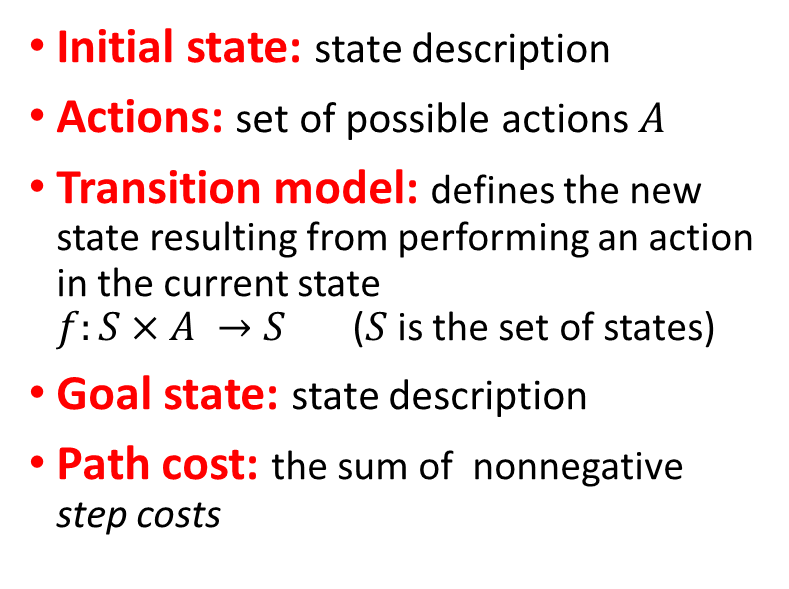 • Initial state: state description
• Actions: set of possible actions A
• Transition model: defines the new
state resulting from performing an action
in the current state
f: S × A → S (S is the set of states)
• Goal state: state description
• Path cost: the sum of nonnegative
step costs